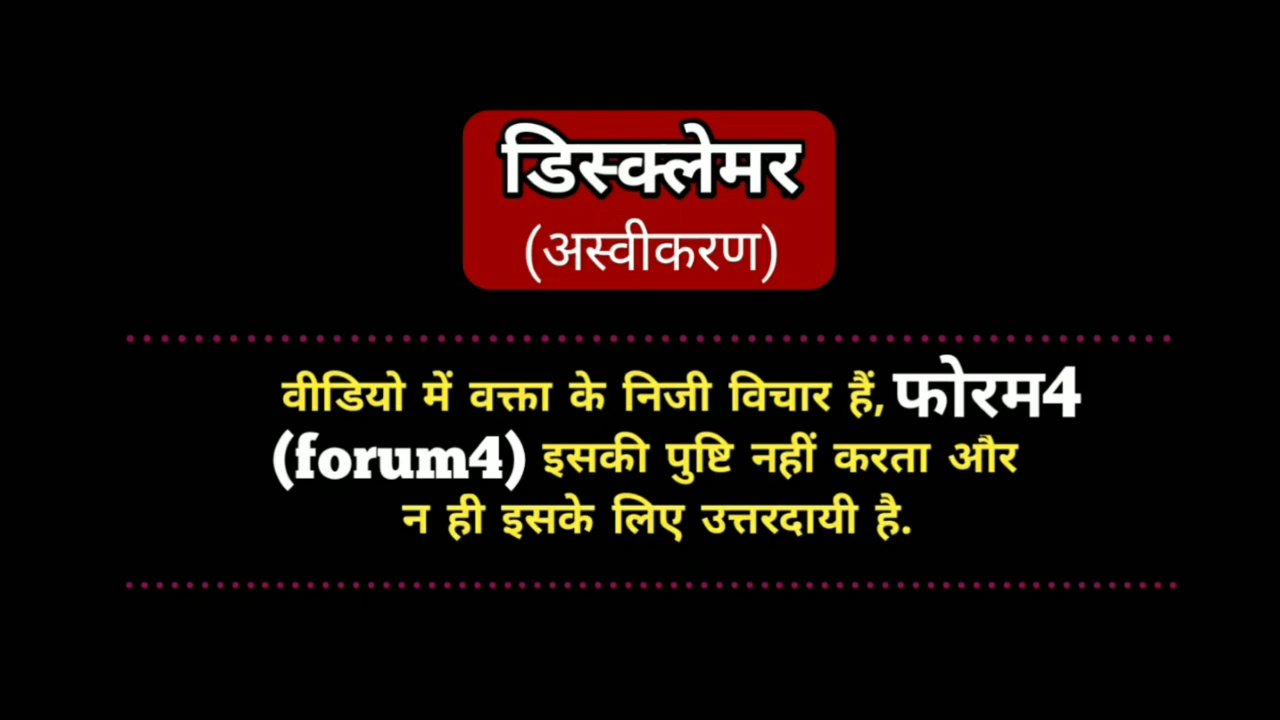 डिस्क्लेमर
(अस्वीकरण)
वीडियो में वक्ता के निजी विचार हैं, फोरम4
(forum4) इसकी पुष्टि नहीं करता और
न ही इसके लिए उत्तरदायी है.